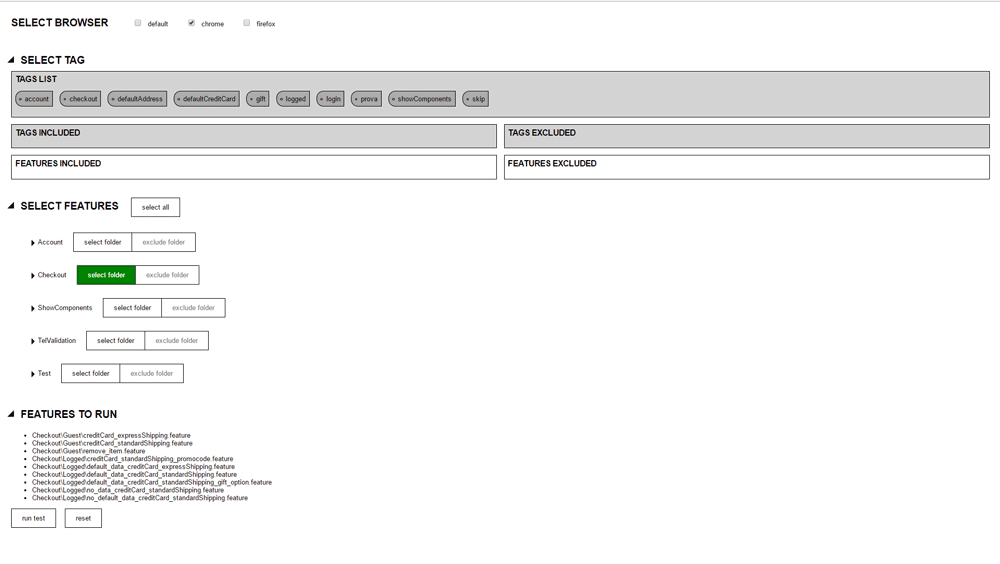 SELECT BROWSER default chrome firefox
SELECT TAG
TAGS LIST
account checkout defaultAddress defaultCreditCard gift logged login prova showComponents skip
TAGS INCLUDED TAGS EXCLUDED
FEATURES INCLUDED FEATURES EXCLUDED
SELECT FEATURES select all
Account select folder exclude folder
Checkout select folder exclude folder
ShowComponents select folder exclude folder
TelValidation select folder exclude folder
Test select folder exclude folder
FEATURES TO RUN
Checkout\Guest\creditCard_expressShipping.feature
Checkout\Guest\creditCard_standardShipping.feature
Checkout\Guest\remove_item.feature
Checkout\Logged\creditCard_standardShipping_promocode.feature
Checkout\Logged\default_data_creditCard_expressShipping.feature
Checkout\Logged\default_data_creditCard_standardShipping.feature
Checkout\Logged\default_data_creditCard_standardShipping_gift_option.feature
Checkout\Logged\no_data_creditCard_standardShipping.feature
Checkout\Logged\no_default_data_creditCard_standardShipping.feature
run test reset